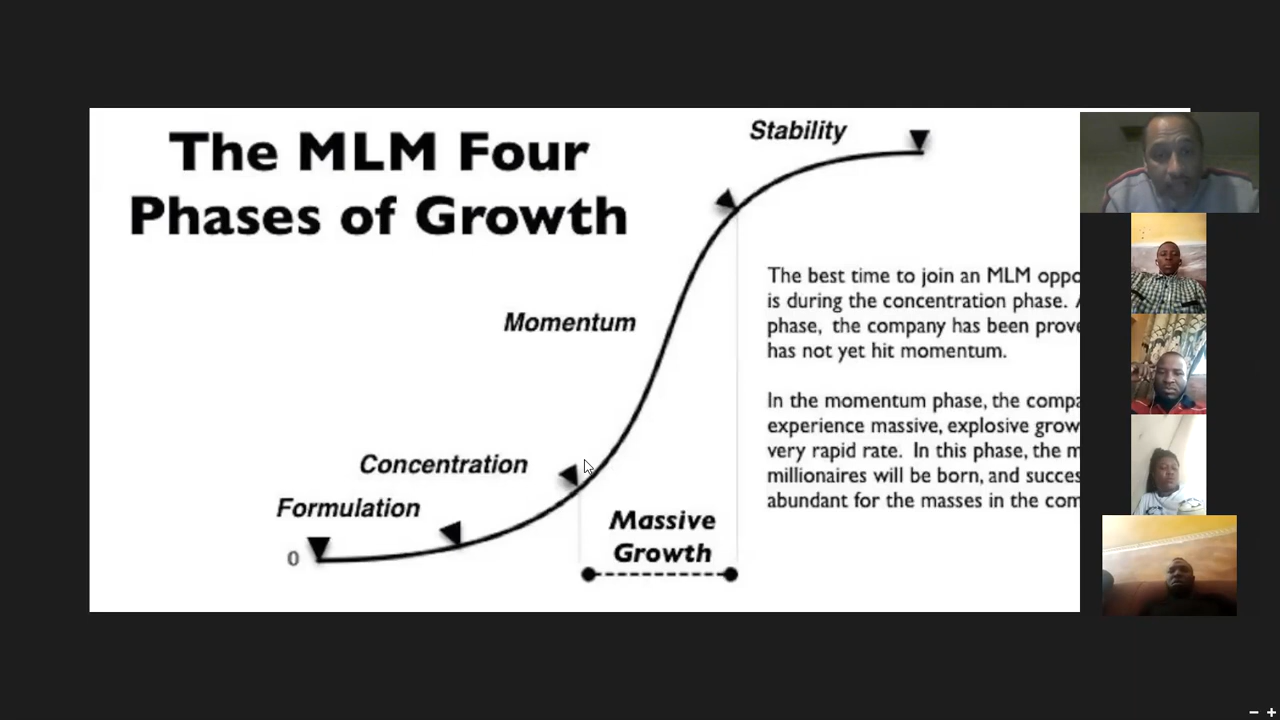 The MLM Four
Phases of Growth
Stability
Momentum
Concentration
Formulation
0
Massive
Growth
The best time to join an MLM
is during the concentration phase.
phase, the company has been
has not yet hit momentum.
In the momentum phase, the
experience massive, explosive
very rapid rate. In this phase, the
millionaires will be born, and
abundant for the masses in the